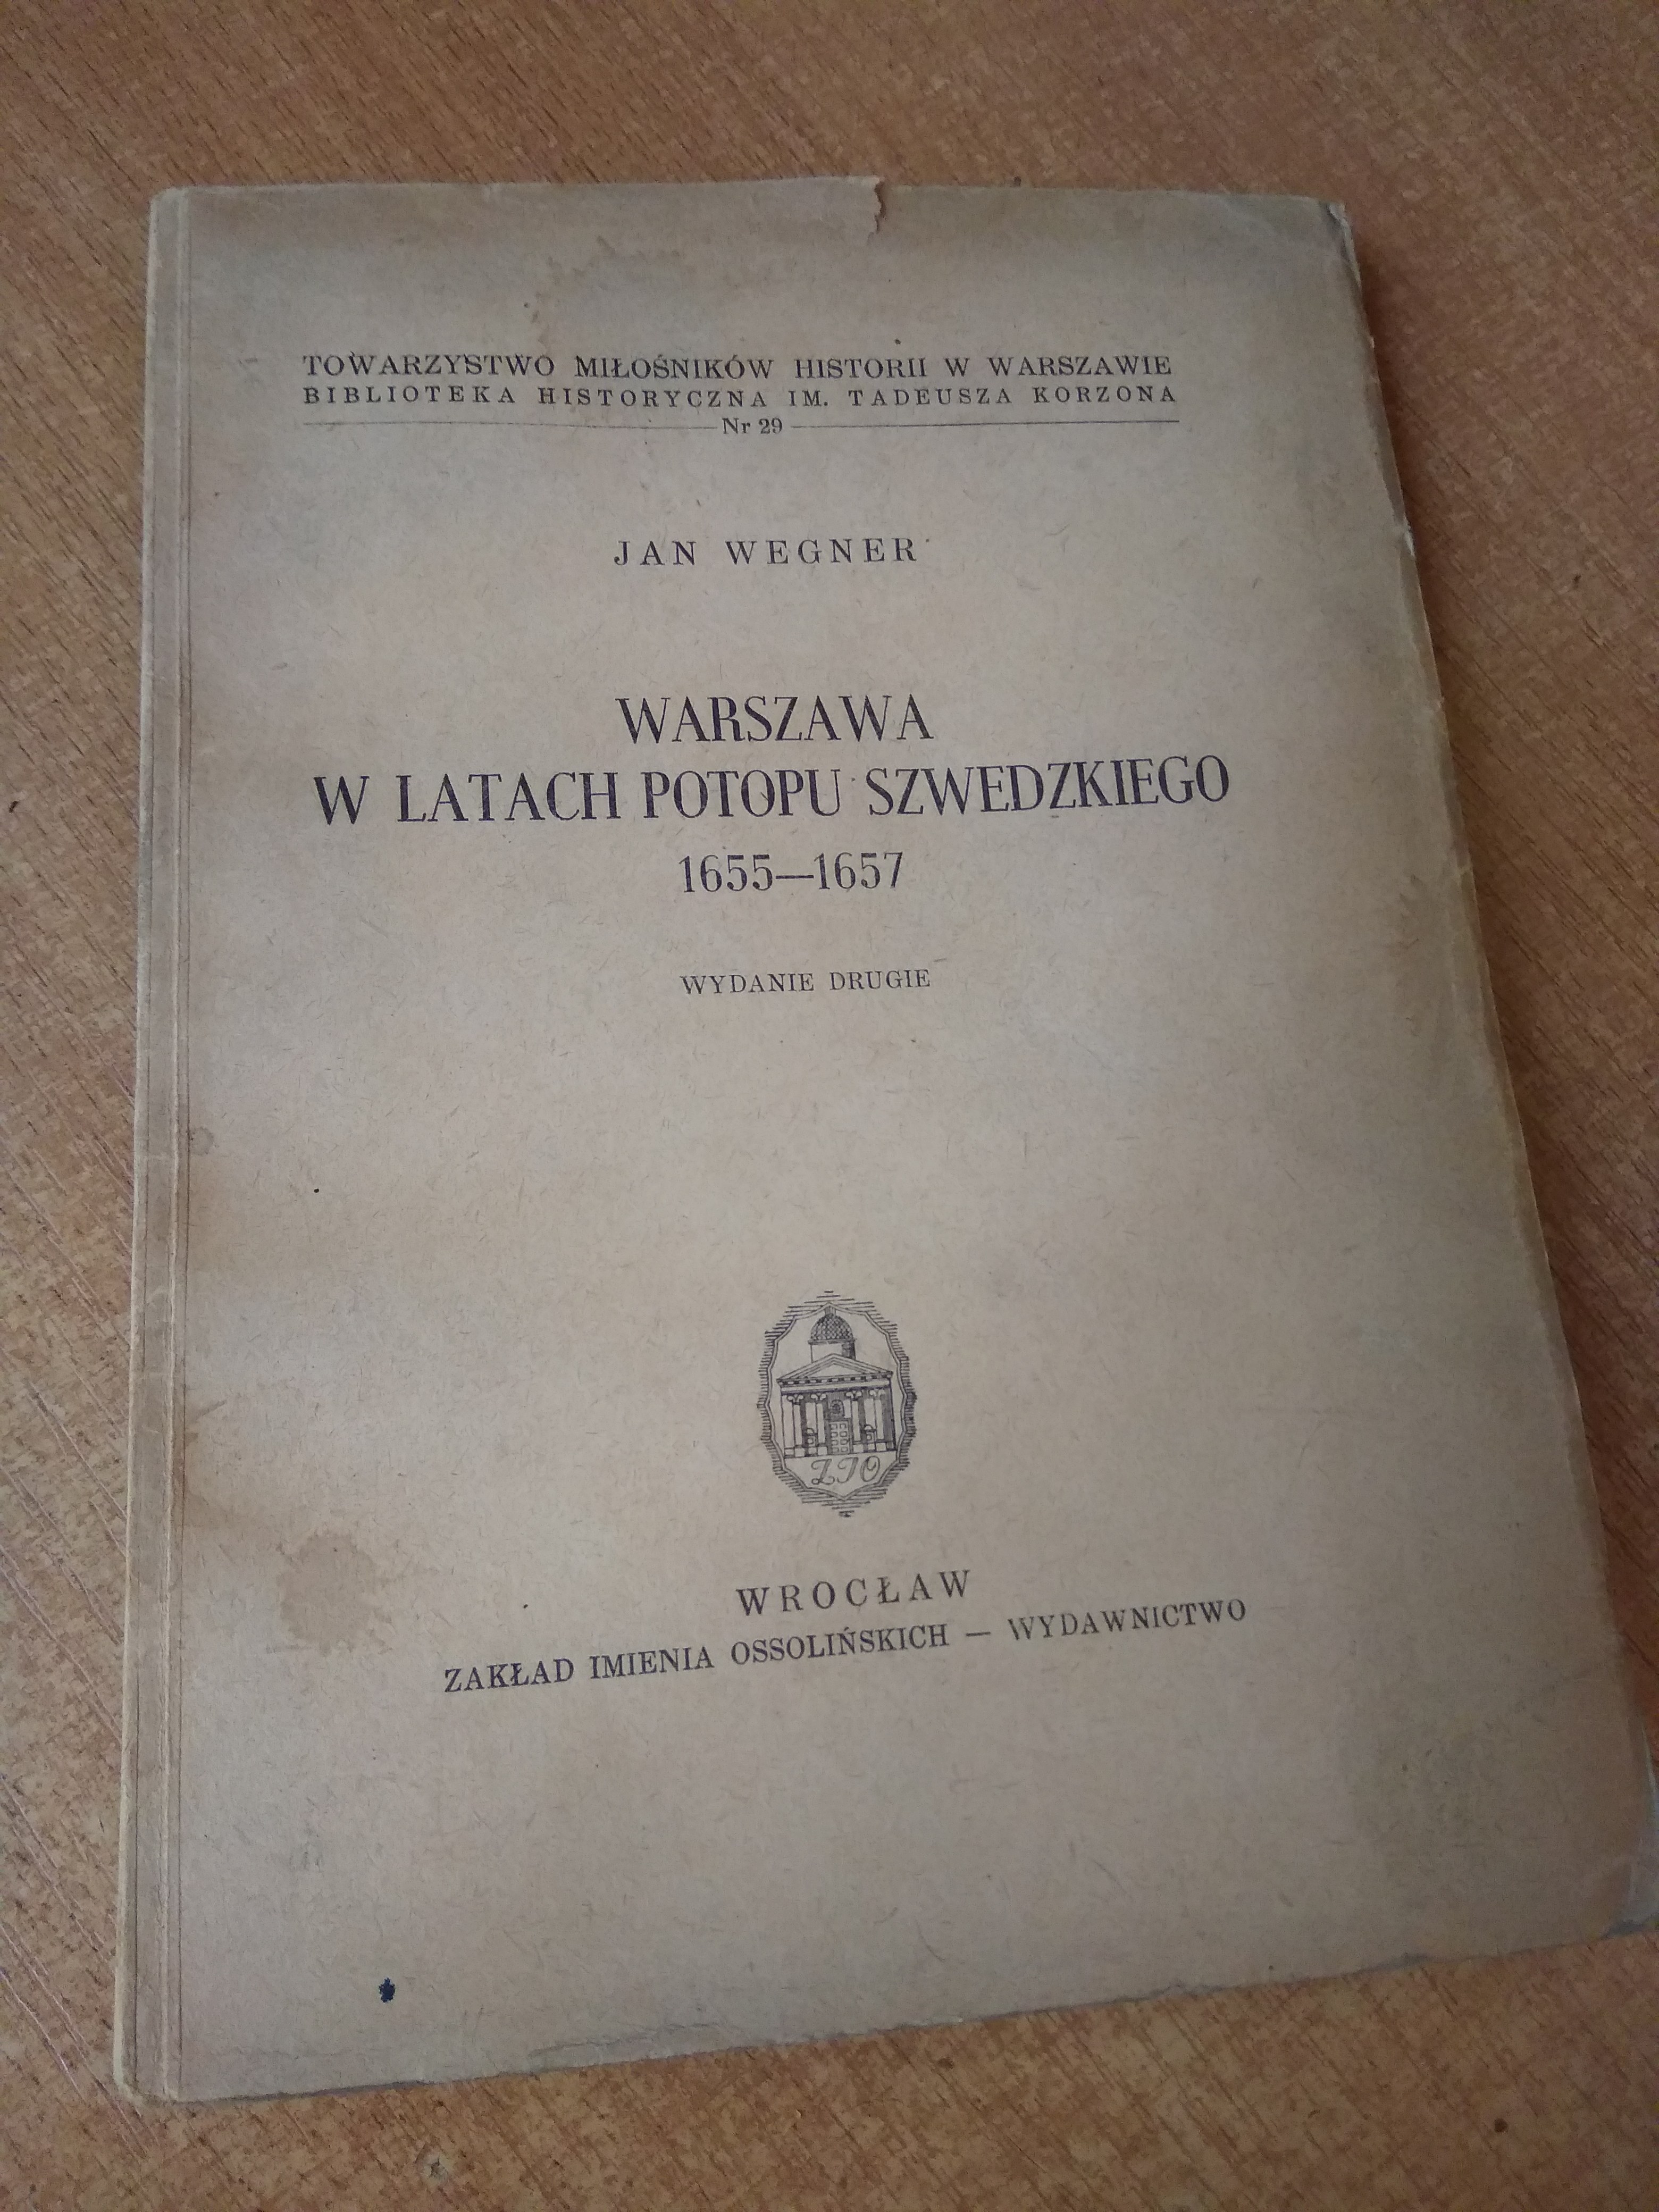 TOWARZYSTWO MIŁOŚNIKÓW HISTORII W WARSZAWIE
BIBLIOTEKA HISTORYCZNA IM. TADEUSZA KORZONA
Nr 29
JAN WEGNER
WARSZAWA
W LATACH POTOPU SZWEDZKIEGO
1655—1657
WYDANIE DRUGIE
ZIO
WROCŁAW
ZAKŁAD IMIENIA OSSOLIŃSKICH — WYDAWNICTWO